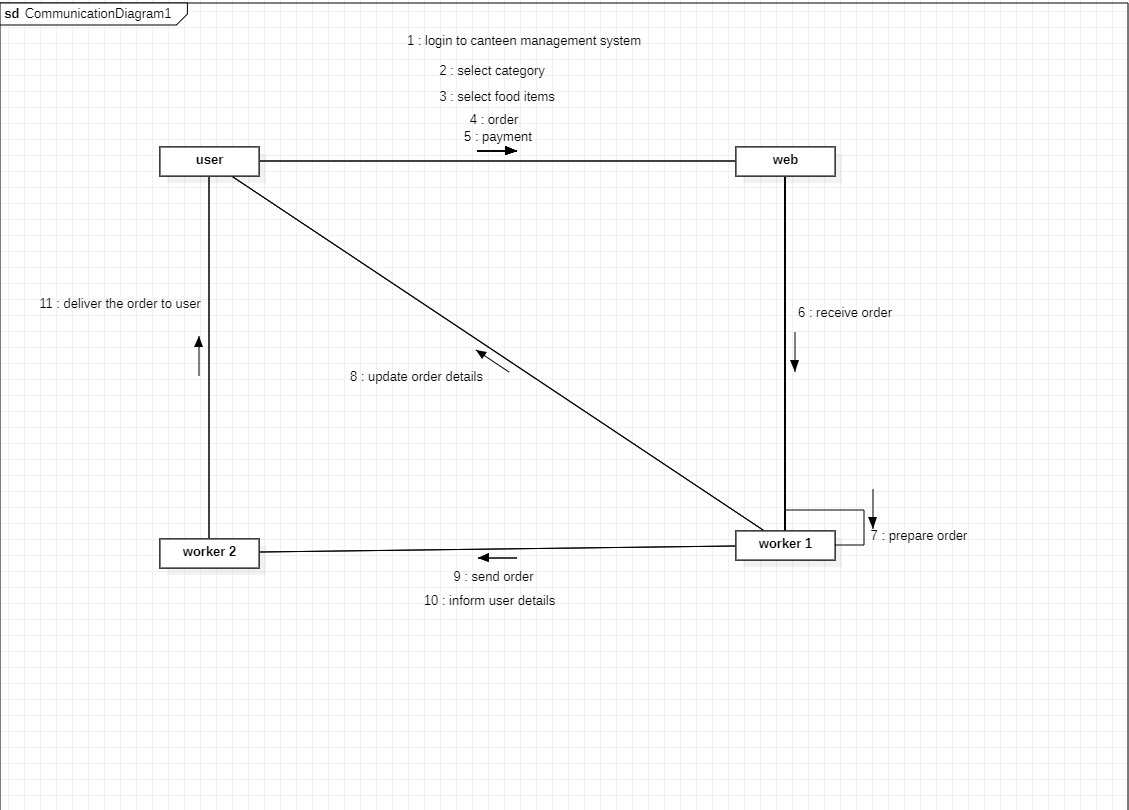 sd CommunicationDiagram1
1 : login to canteen management system
2 : select category
3 : select food items
4 : order
5 : payment
user
web
11 : deliver the order to user
6 : receive order
8 : update order details
7 : prepare order
worker 2
worker 1
9 : send order
10 : inform user details